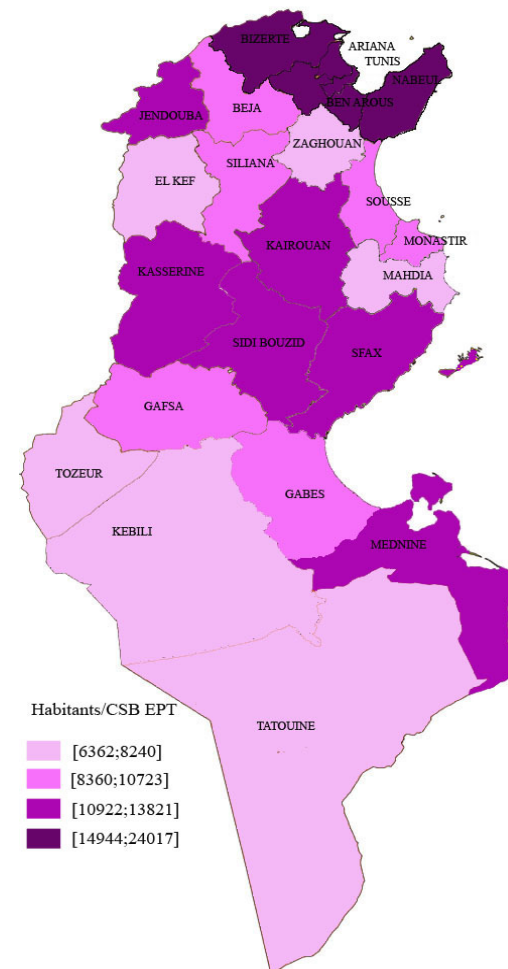 BIZERTE
ARIANA
TUNIS
NABEUL
BEN AROUS
BEJA
JENDOUBA
ZAGHOUAN
SILIANA
EL KEF
SOUSSE
MONASTIR
KAIROUAN
KASSERINE
MAHDIA
SIDI BOUZID
SFAX
GAFSA
TOZEUR
GABES
KEBILI
MEDNINE
TATOUINE
Habitants/CSB EPT
[6362;8240]
[8360;10723]
[10922;13821]
[14944;24017]